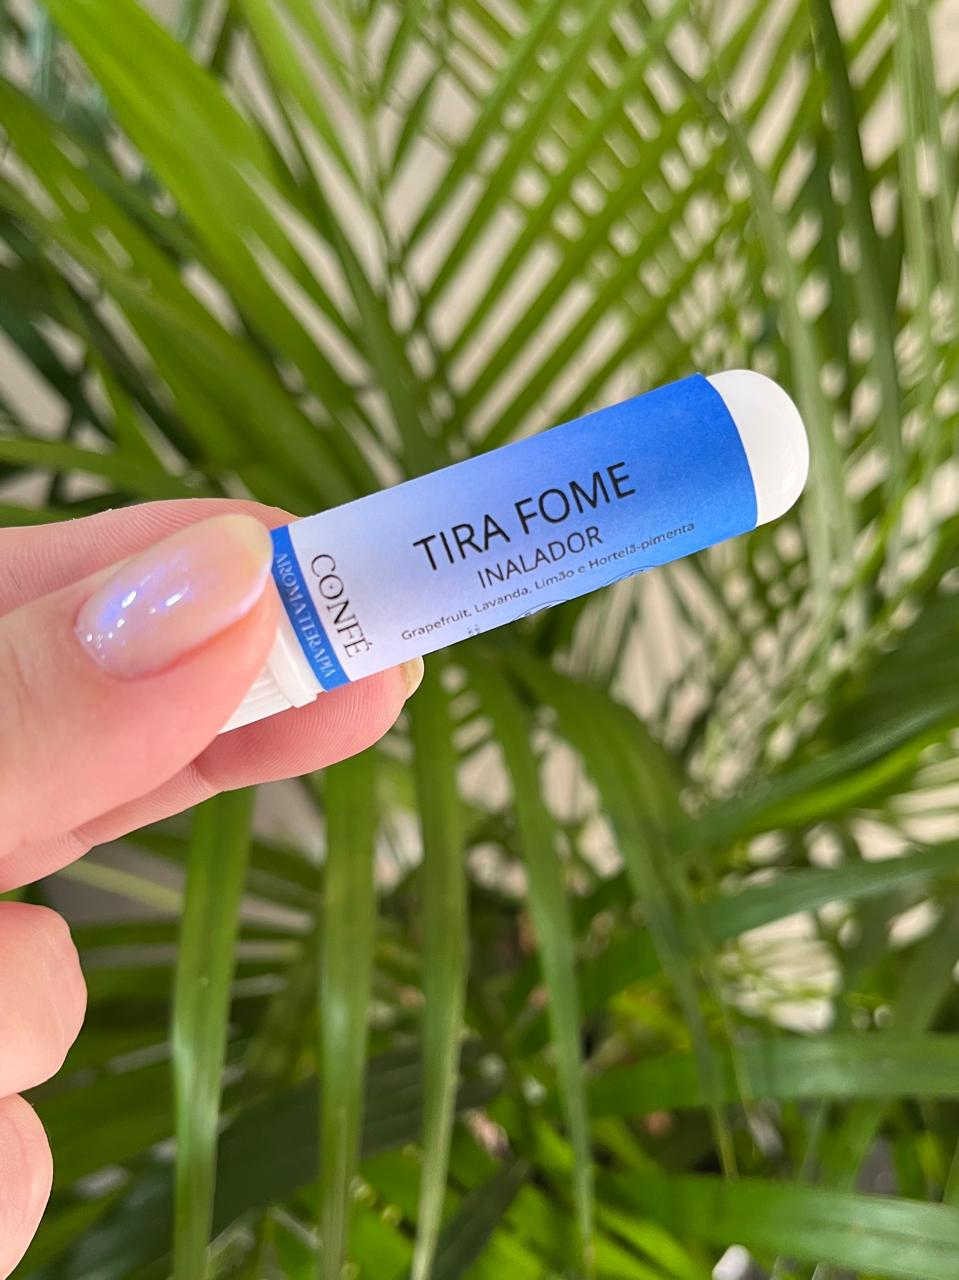 CONFÉ
AROMATERAPIA
TIRA FOME
INALADOR
Grapefruit, Lavanda, Limão e Hortelã-pimenta